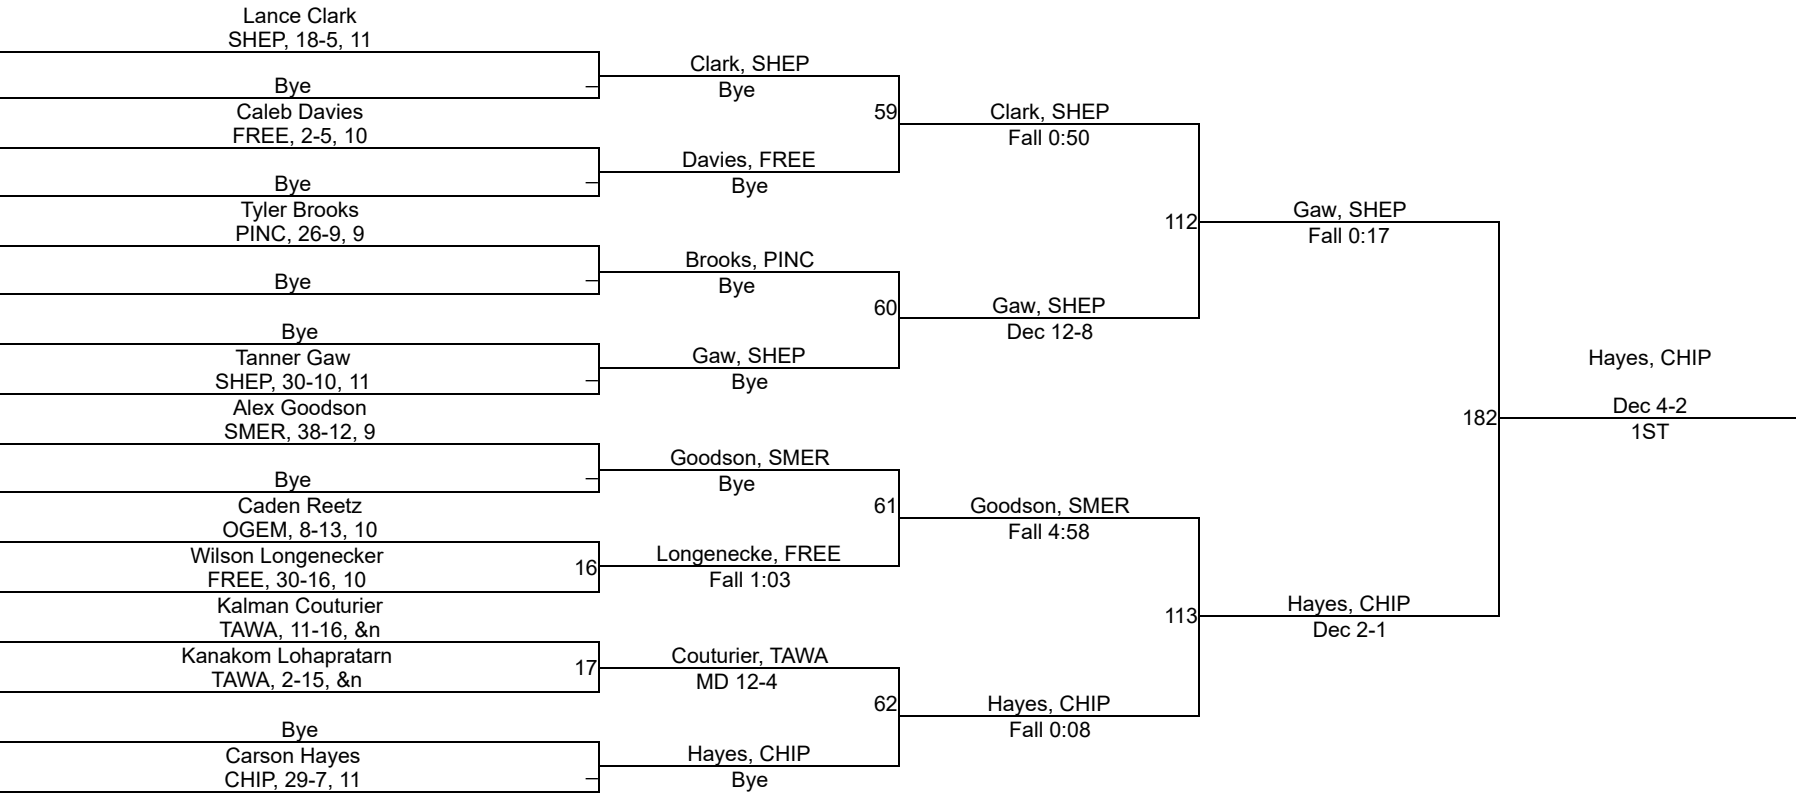 Lance Clark
SHEP, 18-5, 11
Bye
–
Caleb Davies
FREE, 2-5, 10
Bye
–
Tyler Brooks
PINC, 26-9, 9
Bye
–
Bye
Tanner Gaw
SHEP, 30-10, 11
–
Alex Goodson
SMER, 38-12, 9
Bye
–
Caden Reetz
OGEM, 8-13, 10
Wilson Longenecker
FREE, 30-16, 10
16
Kalman Couturier
TAWA, 11-16, &n
Kanakom Lohapratarn
TAWA, 2-15, &n
17
Bye
Carson Hayes
CHIP, 29-7, 11
–
Clark, SHEP
Bye
59
Davies, FREE
Bye
Brooks, PINC
Bye
60
Gaw, SHEP
Bye
Goodson, SMER
Bye
61
Longenecke, FREE
Fall 1:03
Couturier, TAWA
MD 12-4
62
Hayes, CHIP
Bye
Clark, SHEP
Fall 0:50
112
Gaw, SHEP
Dec 12-8
Goodson, SMER
Fall 4:58
113
Hayes, CHIP
Fall 0:08
Gaw, SHEP
Fall 0:17
182
Hayes, CHIP
Dec 2-1
Hayes, CHIP
Dec 4-2
1ST